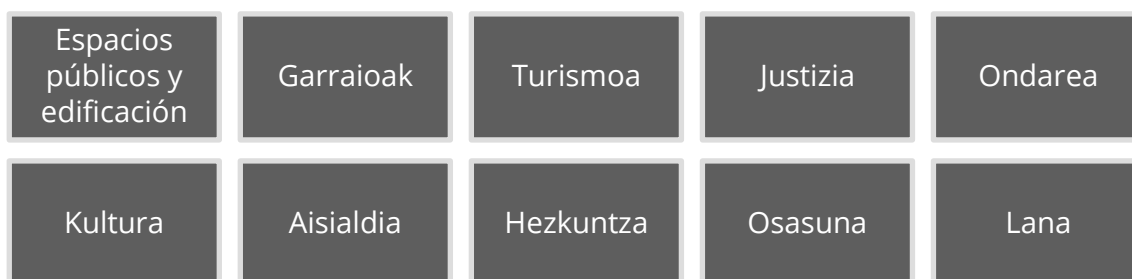 Espacios
públicos y
edificación
Garraioak
Turismoa
Justizia
Ondarea
Kultura
Aisialdia
Hezkuntza
Osasuna
Lana